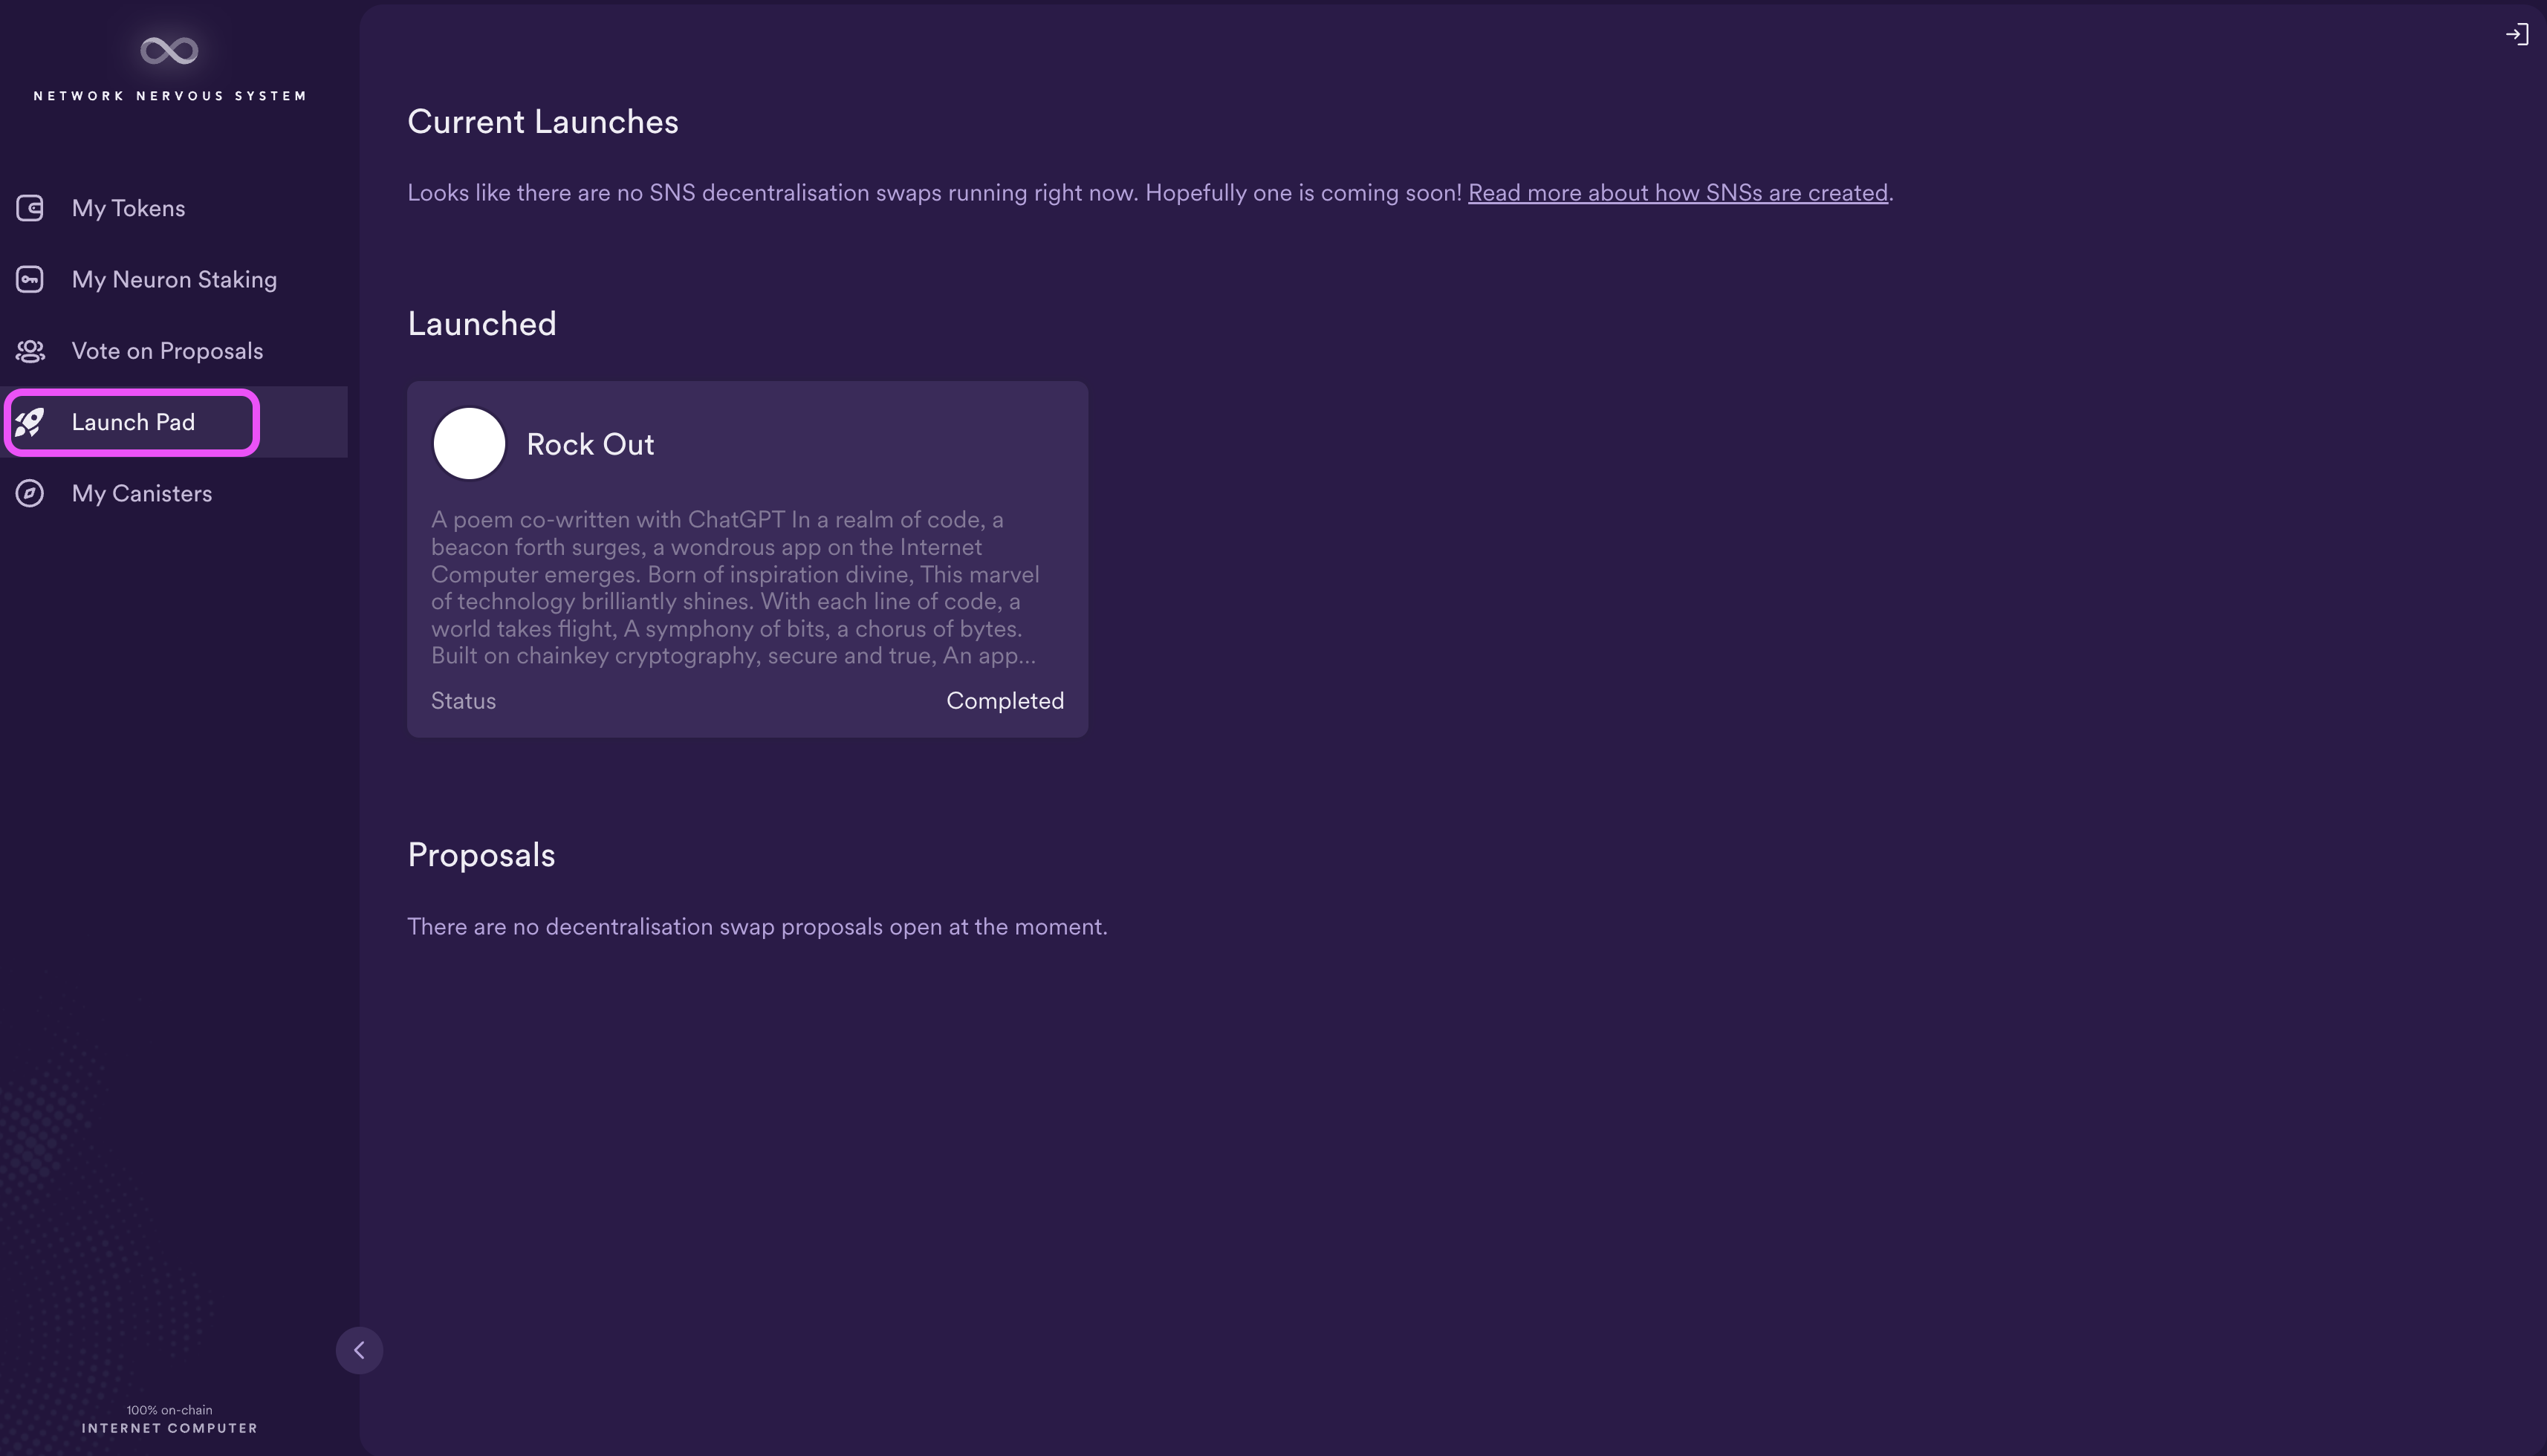 NETWORK NERVOUS SYSTEM
My Tokens
My Neuron Staking
Vote on Proposals
Launch Pad
My Canisters
100% on-chain
INTERNET COMPUTER
Current Launches
Looks like there are no SNS decentralisation swaps running right now. Hopefully one is coming soon! Read more about how SNSs are created.
Launched
Rock Out
A poem co-written with ChatGPT In a realm of code, a
beacon forth surges, a wondrous app on the Internet
Computer emerges. Born of inspiration divine, This marvel
of technology brilliantly shines. With each line of code, a
world takes flight, A symphony of bits, a chorus of bytes.
Built on chainkey cryptography, secure and true, An app...
Status Completed
Proposals
There are no decentralisation swap proposals open at the moment.